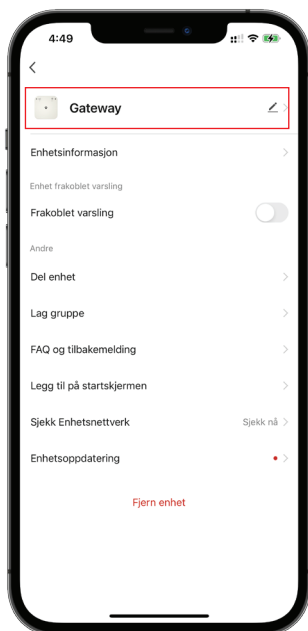 4:49
Gateway
Enhetsinformasjon
Enhet frakoblet varsling
Frakoblet varsling
Andre
Del enhet
Lag gruppe
FAQ og tilbakemelding
Legg til på startskjermen
Sjekk Enhetsnettverk Sjekk nå
Enhetsoppdatering
Fjern enhet